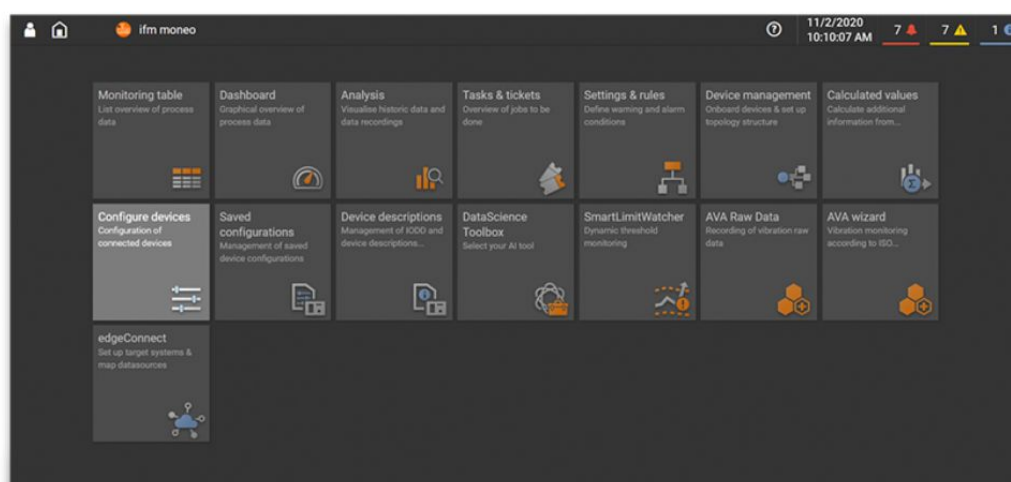 ifm moneo
11/2/2020
10:10:07 AM
7
7
1
Monitoring table
List overview of process
data
Dashboard
Graphical overview of
process data
Analysis
Visualise historic data and
data recordings
Tasks & tickets
Overview of jobs to be
done
Settings & rules
Define warning and alarm
conditions
Device management
Onboard devices & set up
topology structure
Calculated values
Calculate additional
information from...
Configure devices
Configuration of
connected devices
Saved
configurations
Management of saved
device configurations
Device descriptions
Management of IODD and
device descriptions...
DataScience
Toolbox
Select your AI tool
SmartLimitWatcher
Dynamic threshold
monitoring
AVA Raw Data
Recording of vibration raw
data
AVA wizard
Vibration monitoring
according to ISO...
edgeConnect
Set up target systems &
map datasources